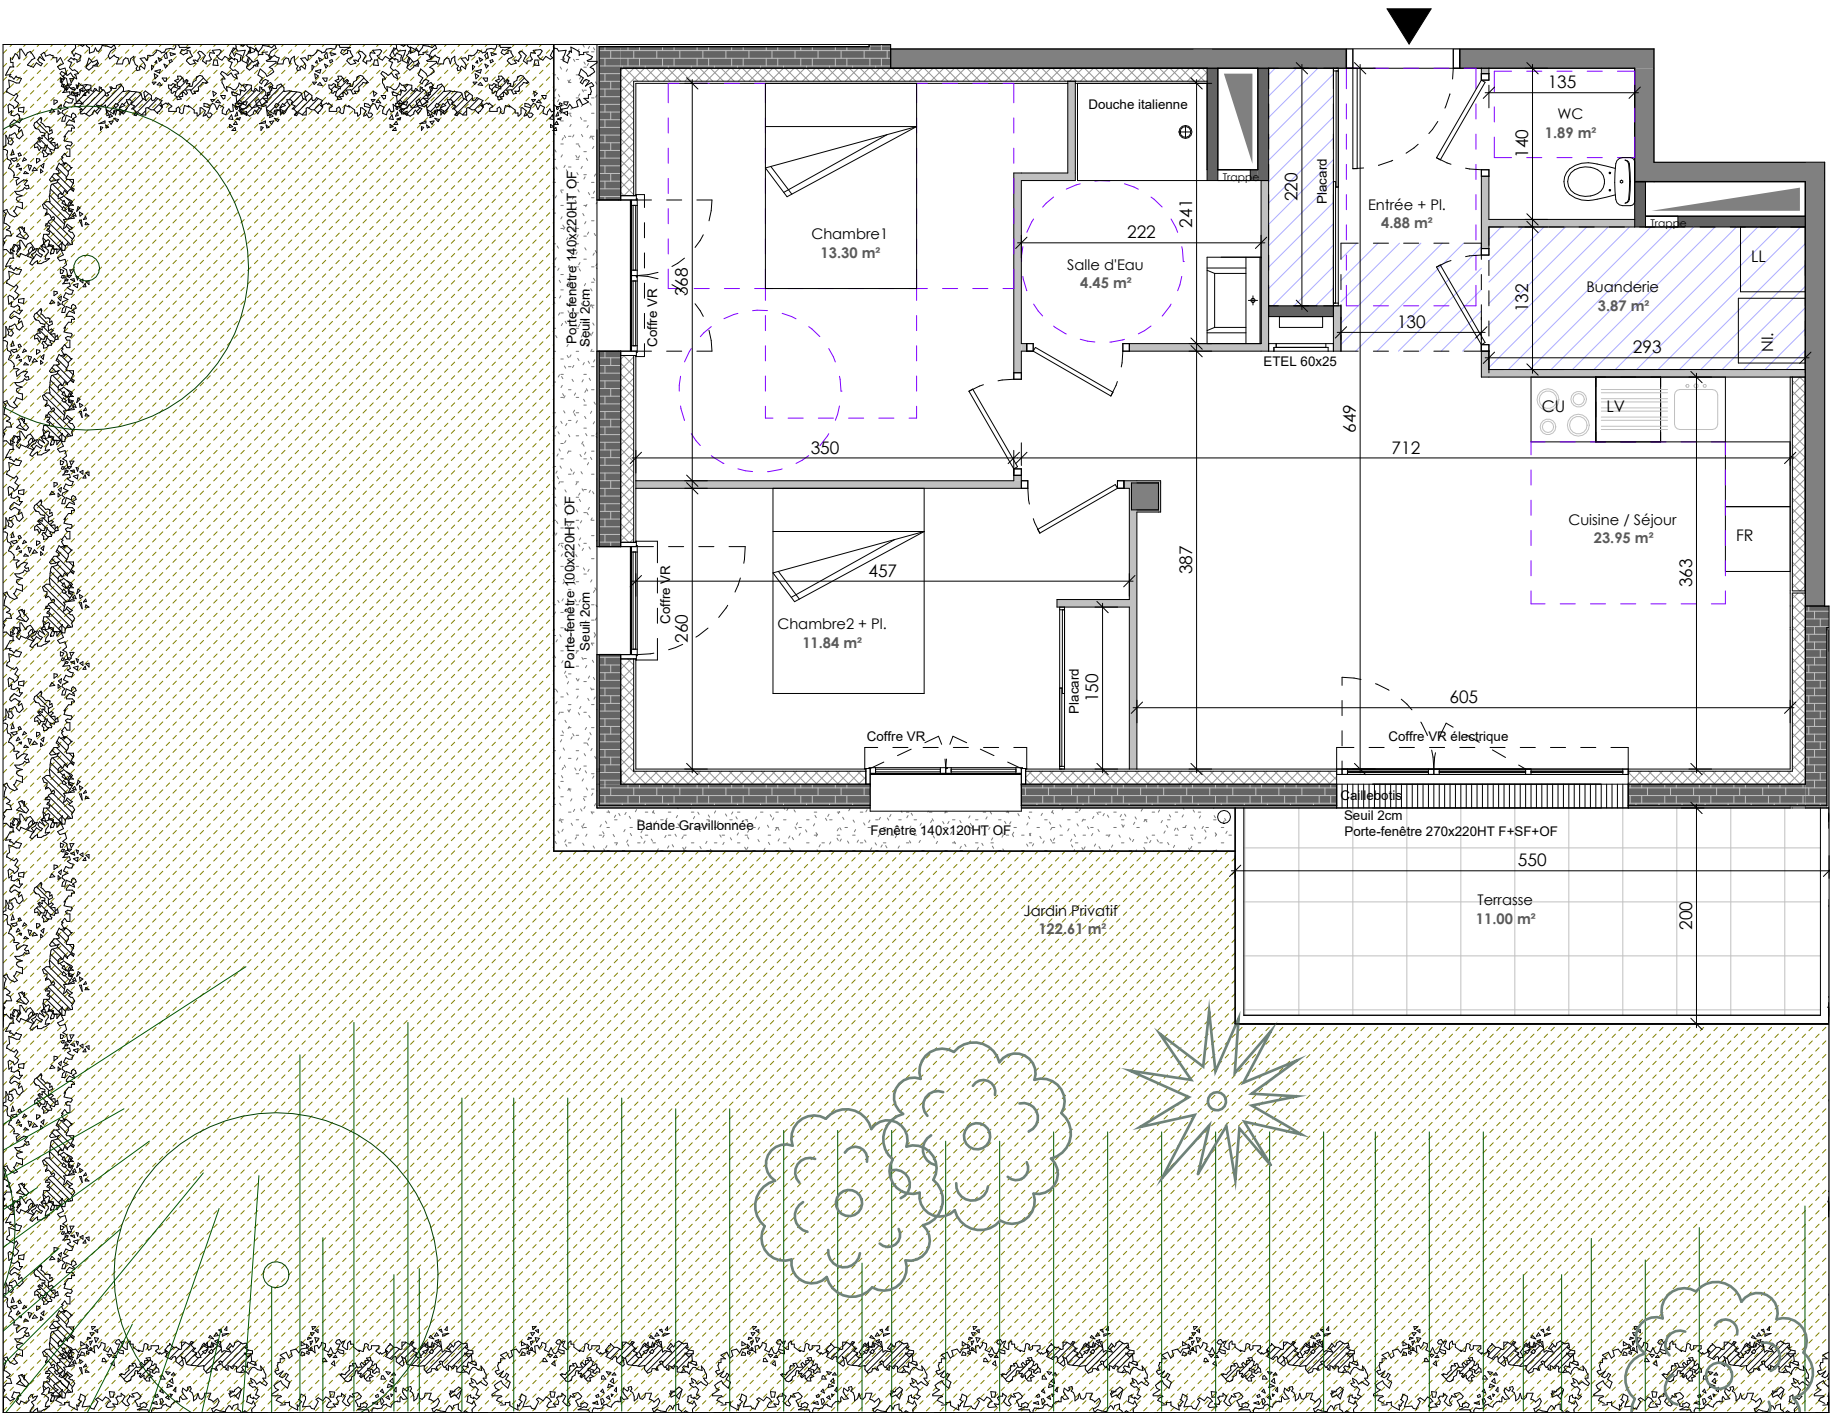 135
WC
1.89 m²
140
Douche italienne
Trappe
220
Placard
Entrée + Pl.
4.88 m²
Trappe
Porte-fenêtre 140x220HT OF
Seuil 2cm
Coffre VR
368
Chambre1
13.30 m²
241
222
Salle d'Eau
4.45 m²
LL
Buanderie
3.87 m²
132
130
293
NI.
ETEL 60x25
CU
LV
649
350
712
Porte-fenêtre 100x220HT OF
Seuil 2cm
Coffre VR
260
457
387
Cuisine / Séjour
23.95 m²
363
FR
Chambre2 + Pl.
11.84 m²
Placard
150
605
Coffre VR
Coffre VR électrique
Caillebotis
Seuil 2cm
Porte-fenêtre 270x220HT F+SF+OF
Bande Gravillonnée
Fenêtre 140x120HT OF
550
Terrasse
11.00 m²
200
Jardin Privatif
122.61 m²